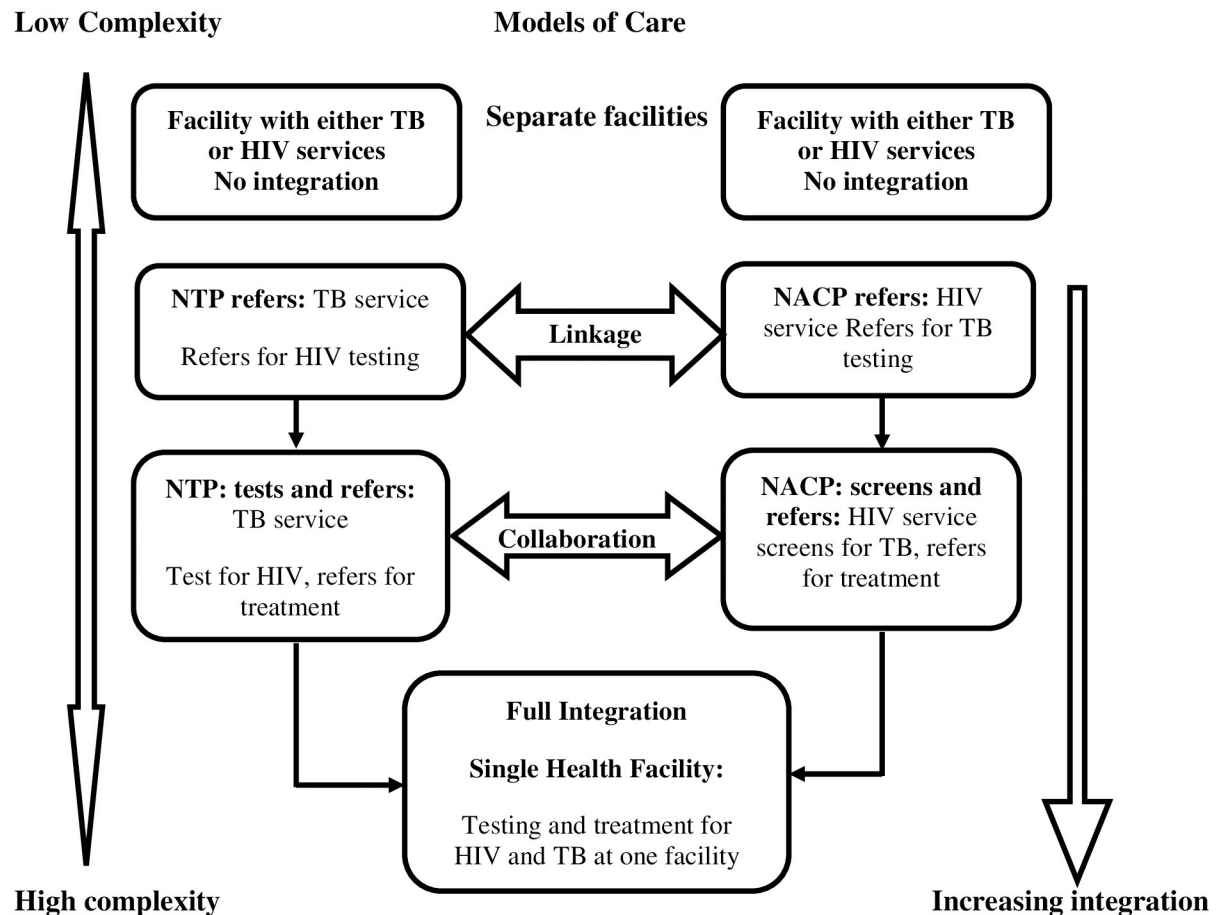 Low Complexity
Models of Care
Facility with either TB
or HIV services
No integration
Separate facilities
Facility with either TB
or HIV services
No integration
NTP refers: TB service
Refers for HIV testing
Linkage
NACP refers: HIV
service Refers for TB
testing
NTP: tests and refers:
TB service
Test for HIV, refers for
treatment
Collaboration
NACP: screens and
refers: HIV service
screens for TB, refers
for treatment
Full Integration
Single Health Facility:
Testing and treatment for
HIV and TB at one facility
High complexity
Increasing integration